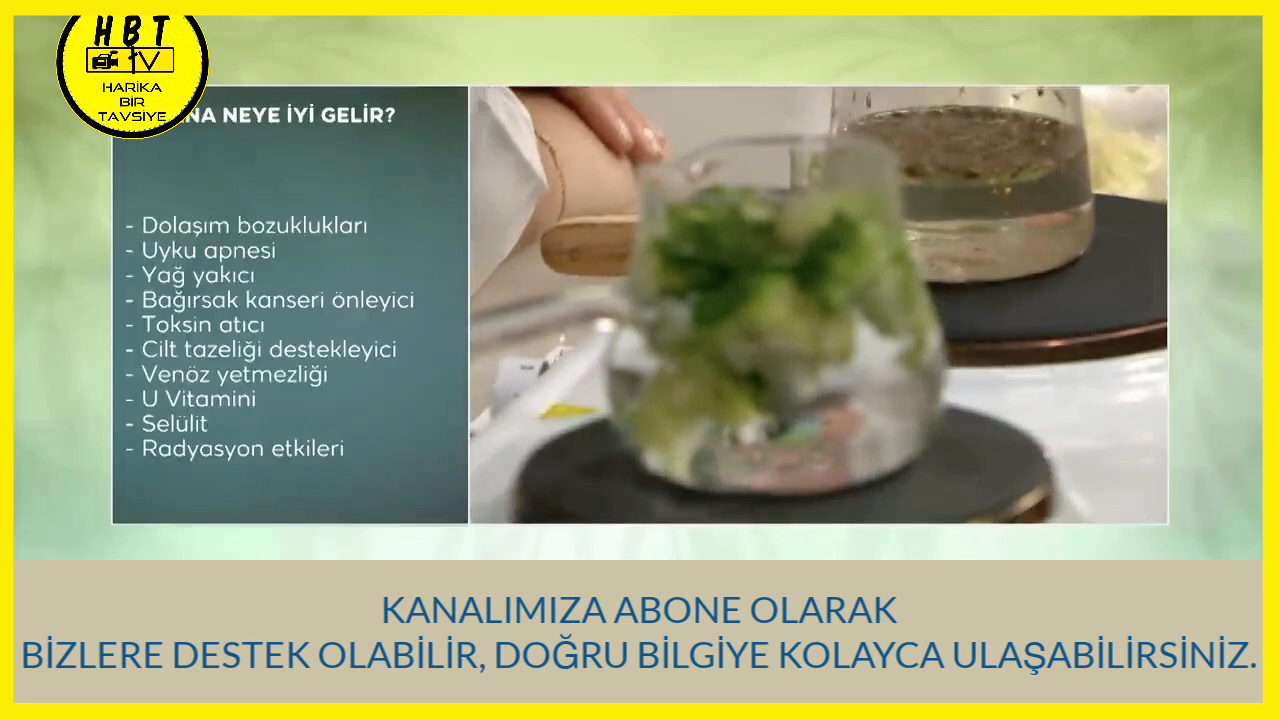 HBT
TV
HARİKA
BİR
TAVSİYE
NEYE İYİ GELİR?
- Dolaşım bozuklukları
- Uyku apnesi
- Yağ yakıcı
- Bağırsak kanseri önleyici
- Toksin atıcı
- Cilt tazeliği destekleyici
- Venöz yetmezliği
- U Vitamini
- Selülit
- Radyasyon etkileri
KANALIMIZA ABONE OLARAK
BİZLERE DESTEK OLABİLİR, DOĞRU BİLGİYE KOLAYCA ULAŞABİLİRSİNİZ.